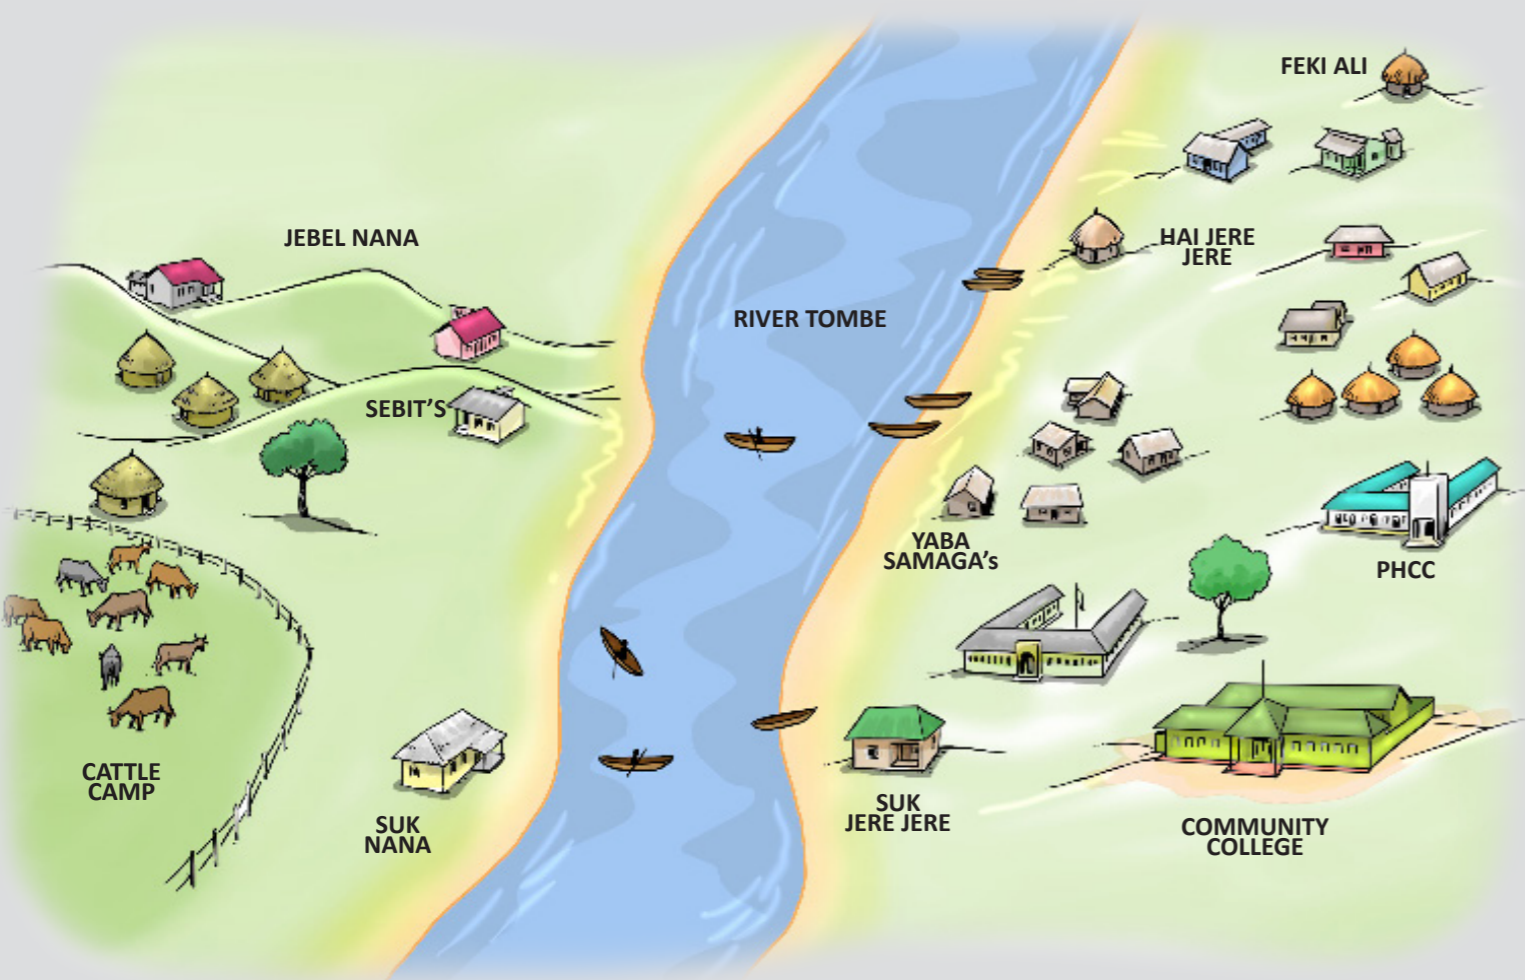 FEKI ALI
JEBEL NANA
HAI JERE
JERE
RIVER TOMBE
SEBIT'S
YABA
SAMAGA's
PHCC
CATTLE
CAMP
SUK
NANA
SUK
JERE JERE
COMMUNITY
COLLEGE